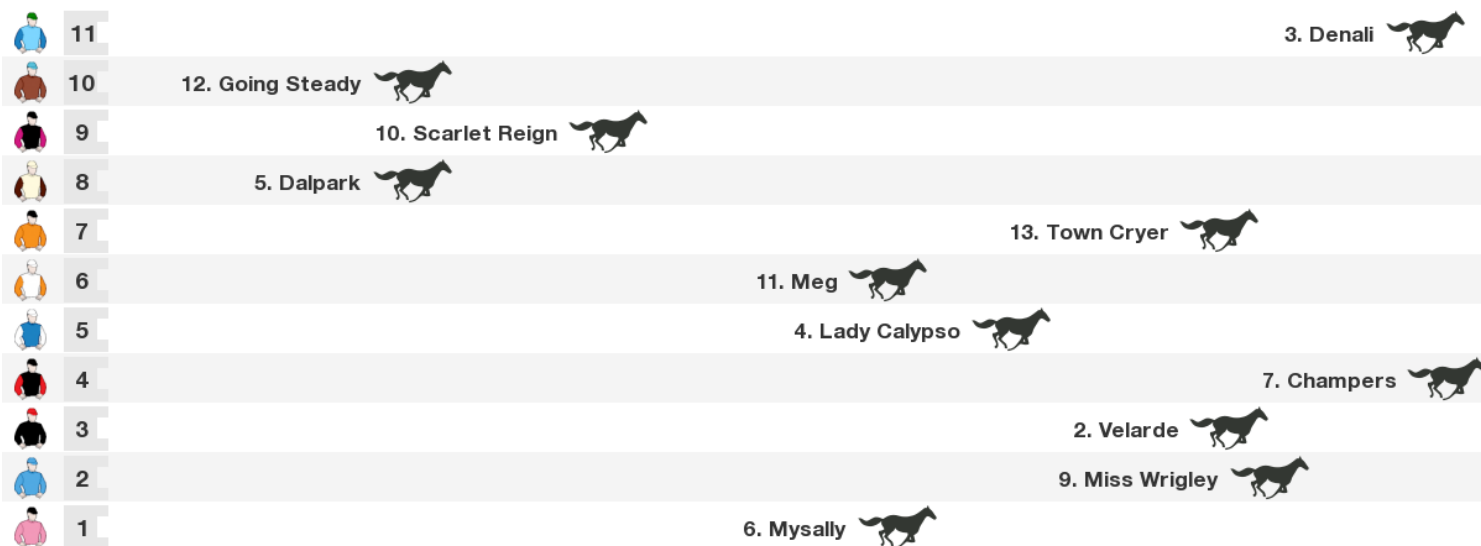 11 3. Denali
10 12. Going Steady
9 10. Scarlet Reign
8 5. Dalpark
7 13. Town Cryer
6 11. Meg
5 4. Lady Calypso
4 7. Champers
3 2. Velarde
2 9. Miss Wrigley
1 6. Mysally